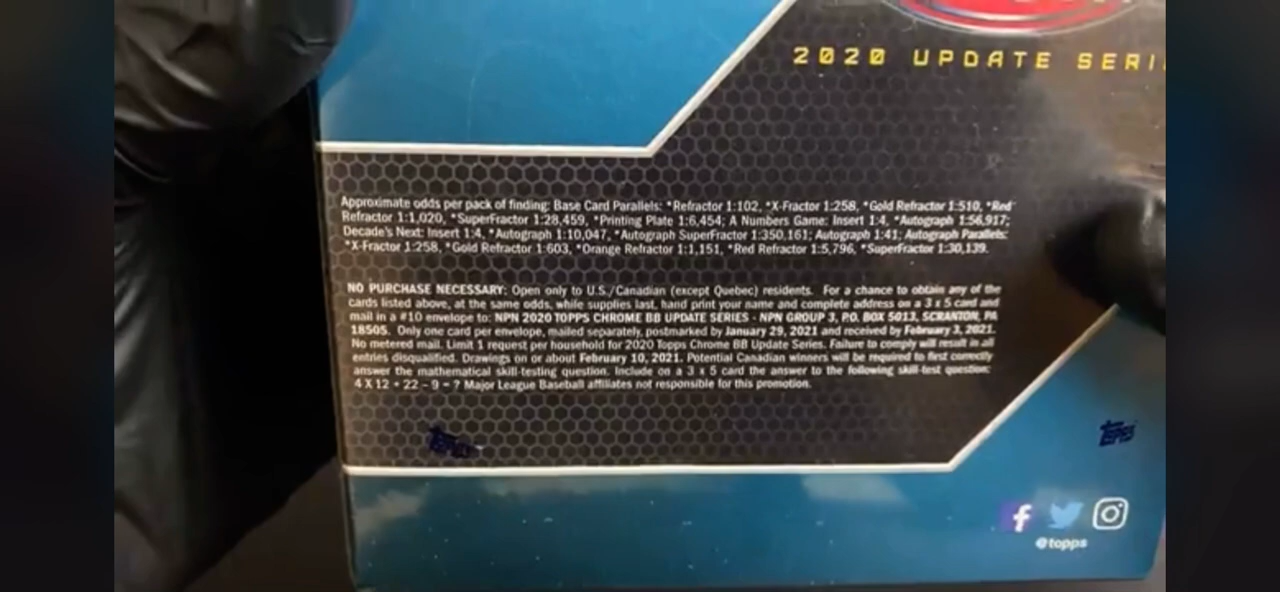 2020 UPDATE SERI
Approximate odds per pack of finding: Base Card Parallels: *Refractor 1:102, *X-Fractor 1:258, *Gold Refractor 1:510, *Red
Refractor 1:1,020, *SuperFractor 1:28,459, *Printing Plate 1:6,454; A Numbers Game: Insert 1:4, *Autograph 1:56,917;
Decade's Next: Insert 1:4, *Autograph 1:10,047, *Autograph SuperFractor 1:350,161; Autograph 1:41; Autograph Parallels:
*X-Fractor 1:258, *Gold Refractor 1:603, *Orange Refractor 1:1,151, *Red Refractor 1:5,796, *SuperFractor 1:30,139.
NO PURCHASE NECESSARY: Open only to U.S./Canadian (except Quebec) residents. For a chance to obtain any of the
cards listed above, at the same odds, while supplies last, hand print your name and complete address on a 3 x 5 card and
mail in a #10 envelope to: NPN 2020 TOPPS CHROME BB UPDATE SERIES - NPN GROUP 3, P.O. BOX 5013, SCRANTON, PA
18505. Only one card per envelope, mailed separately, postmarked by January 29, 2021 and received by February 3, 2021.
No metered mail. Limit 1 request per household for 2020 Topps Chrome BB Update Series. Failure to comply will result in all
entries disqualified. Drawings on or about February 10, 2021. Potential Canadian winners will be required to first correctly
answer the mathematical skill-testing question. Include on a 3 x 5 card the answer to the following skill-test question:
4 X 12 + 22 - 9 = ? Major League Baseball affiliates not responsible for this promotion.
Topps
Topps
@topps